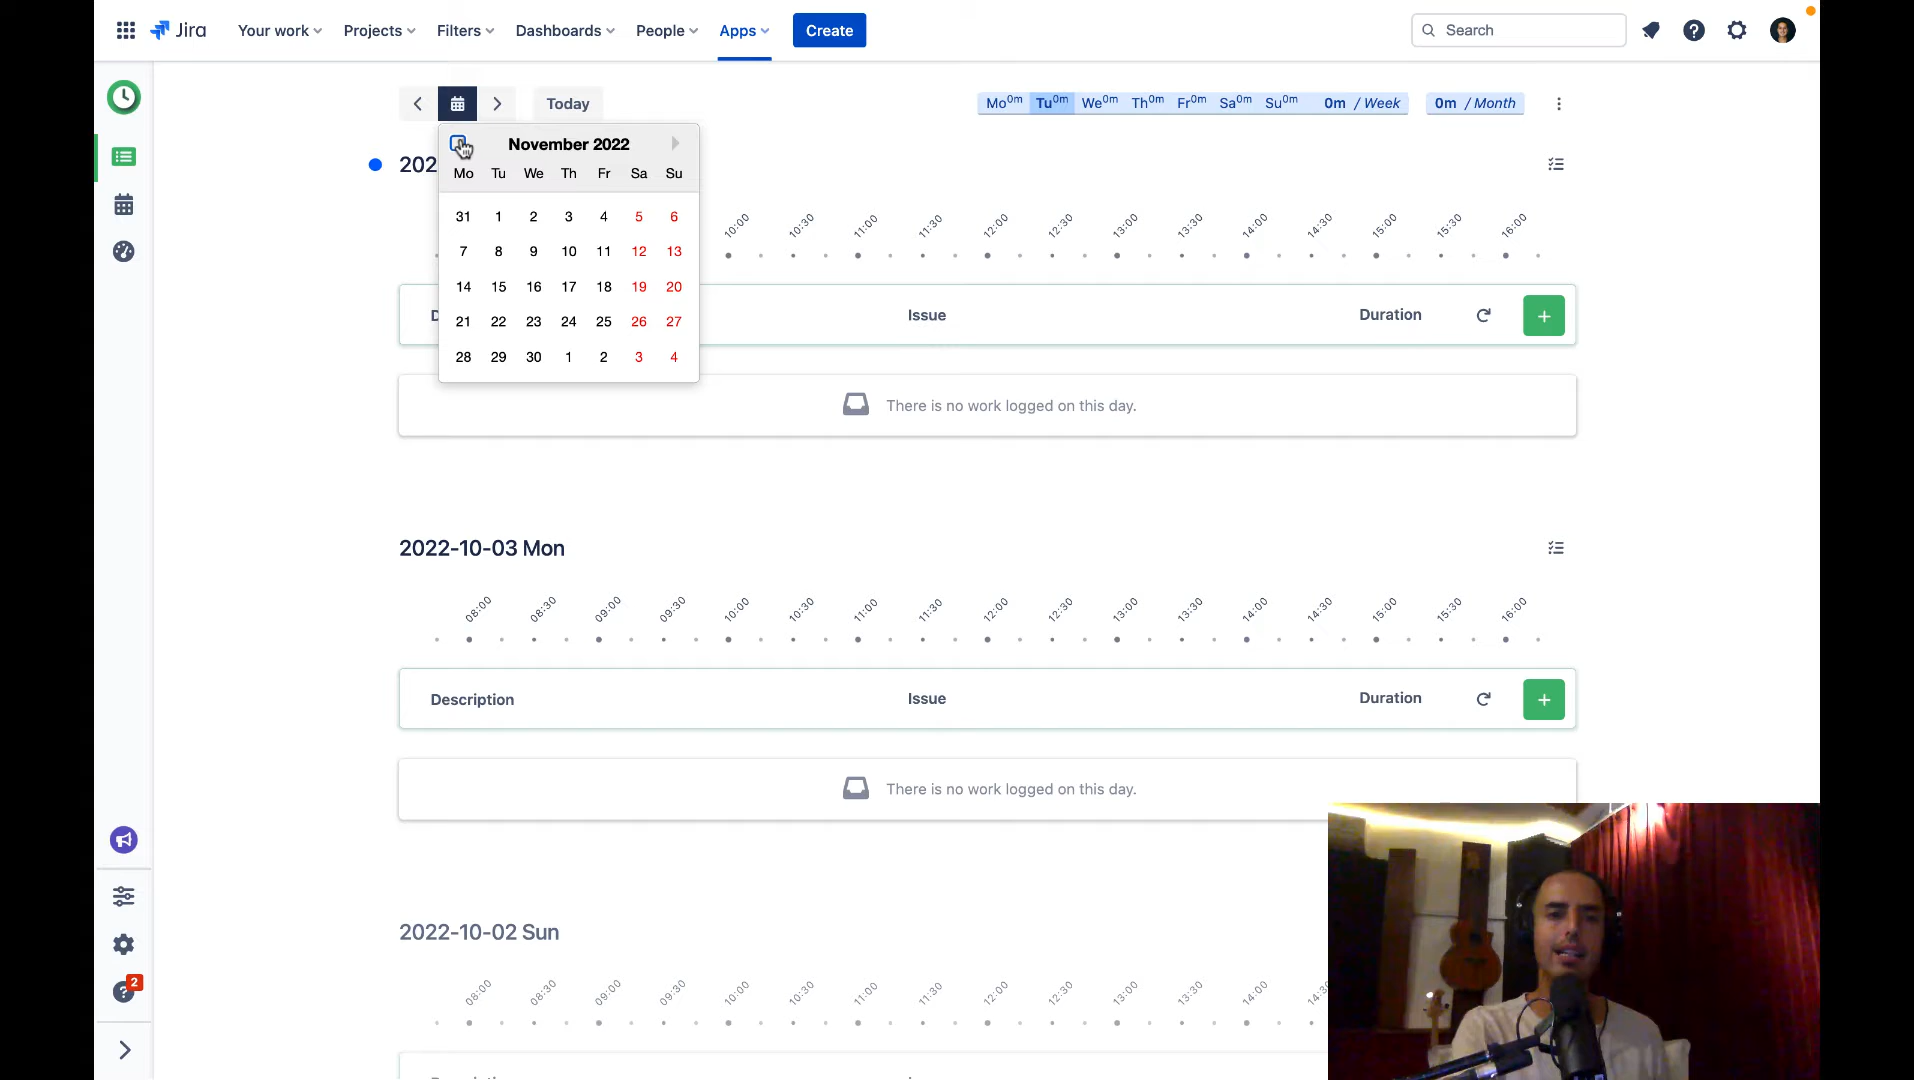 Jira Your work Projects Filters Dashboards People Apps Create Search
Today Mo0m Tu0m We0m Th0m Fr0m Sa0m Su0m 0m / Week 0m / Month
November 2022
Mo Tu We Th Fr Sa Su
31 1 2 3 4 5 6
7 8 9 10 11 12 13
14 15 16 17 18 19 20
21 22 23 24 25 26 27
28 29 30 1 2 3 4
202
10:00 10:30 11:00 11:30 12:00 12:30 13:00 13:30 14:00 14:30 15:00 15:30 16:00
D Issue Duration +
There is no work logged on this day.
2022-10-03 Mon
08:00 08:30 09:00 09:30 10:00 10:30 11:00 11:30 12:00 12:30 13:00 13:30 14:00 14:30 15:00 15:30 16:00
Description Issue Duration +
There is no work logged on this day.
2022-10-02 Sun
08:00 08:30 09:00 09:30 10:00 10:30 11:00 11:30 12:00 12:30 13:00 13:30 14:00 14:3
2